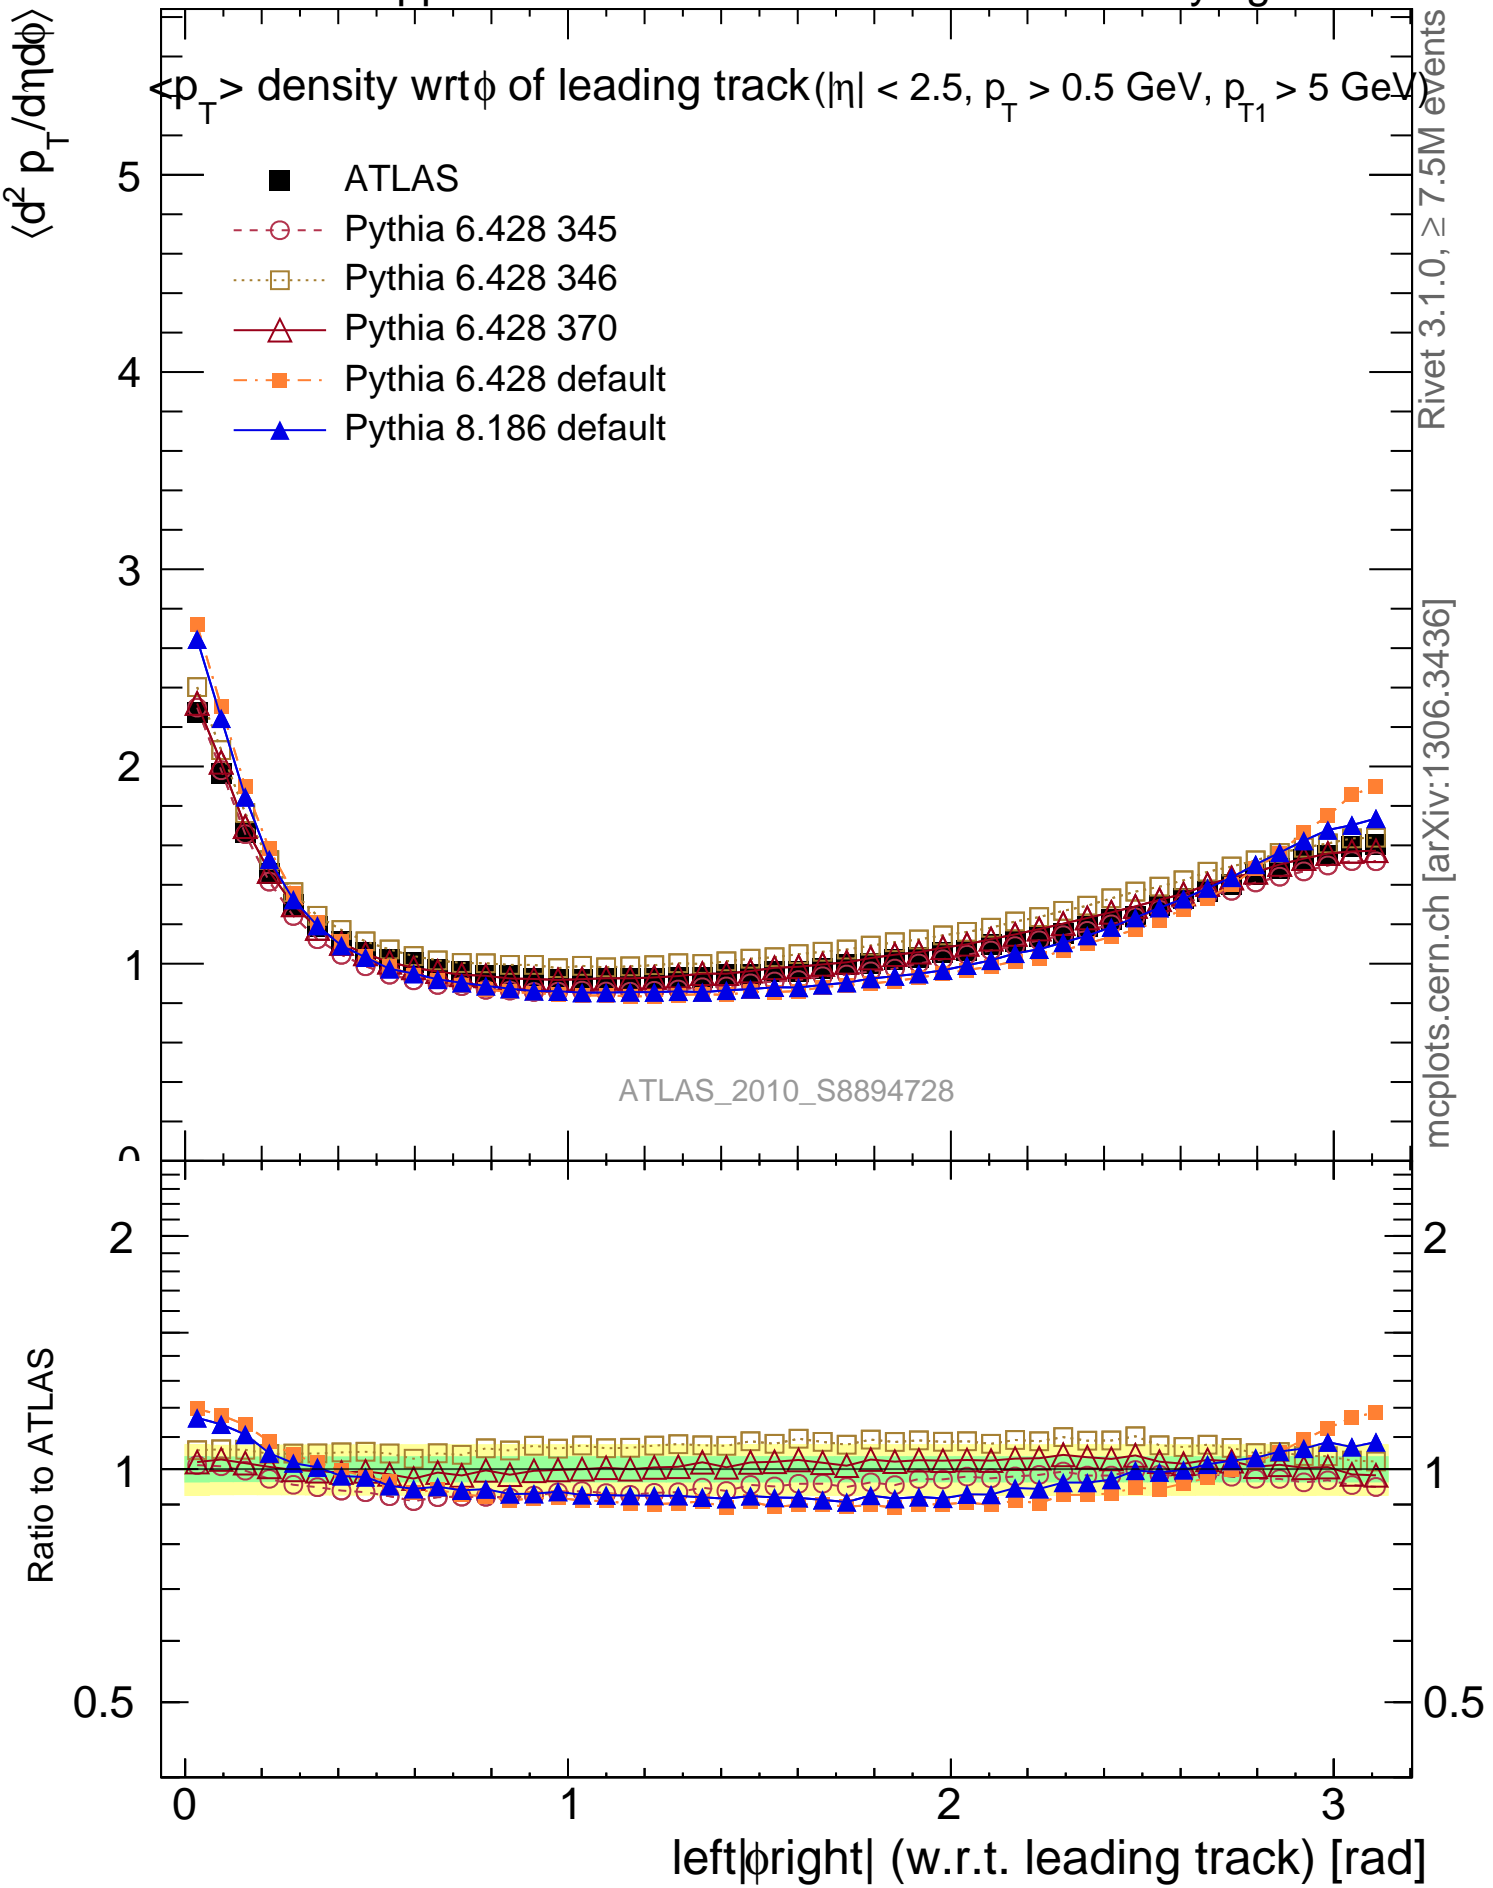 <p_T> density wrt φ of leading track (|η| < 2.5, p_T > 0.5 GeV, p_T1 > 5 GeV)
⟨d² p_T/dηdϕ⟩
ATLAS
Pythia 6.428 345
Pythia 6.428 346
Pythia 6.428 370
Pythia 6.428 default
Pythia 8.186 default
5
4
3
2
1
0
ATLAS_2010_S8894728
Rivet 3.1.0, ≥ 7.5M events
mcplots.cern.ch [arXiv:1306.3436]
Ratio to ATLAS
2 2
1 1
0.5 0.5
0 1 2 3
left|ϕright| (w.r.t. leading track) [rad]